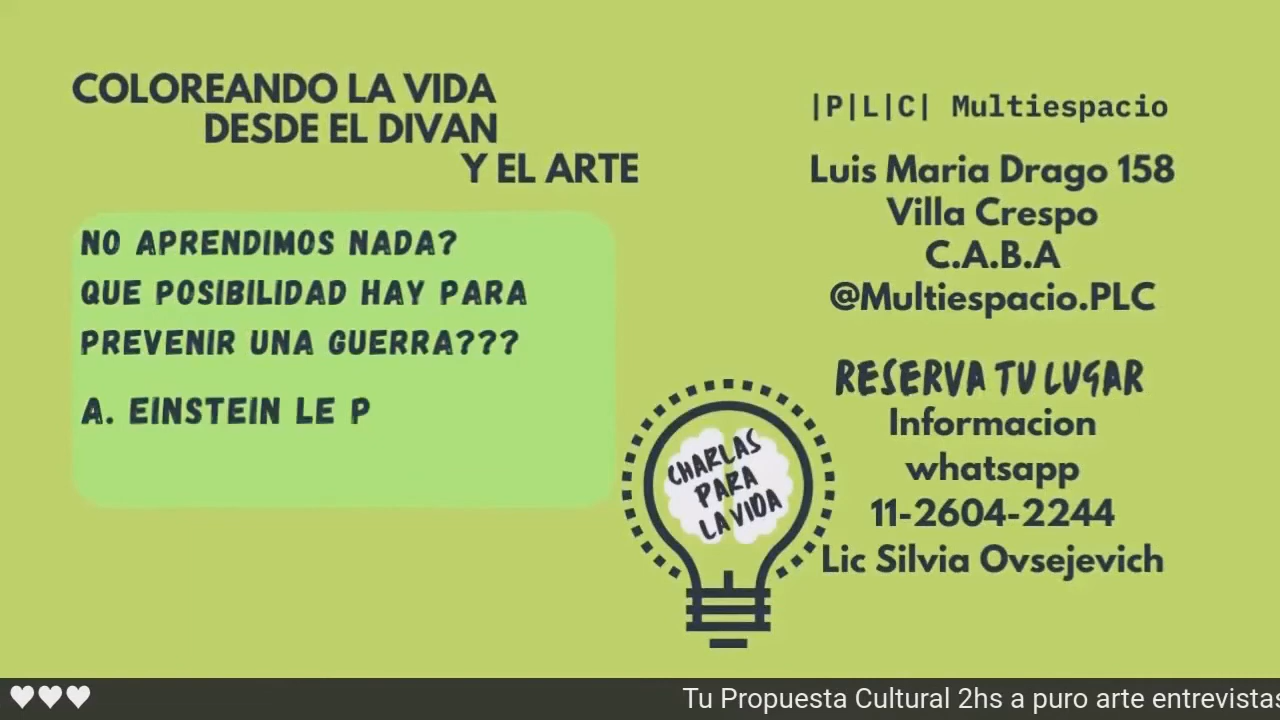 COLOREANDO LA VIDA
DESDE EL DIVAN
Y EL ARTE
NO APRENDIMOS NADA?
QUE POSIBILIDAD HAY PARA
PREVENIR UNA GUERRA???
A. EINSTEIN LE P
CHARLAS
PARA
LA VIDA
|P|L|C| Multiespacio
Luis Maria Drago 158
Villa Crespo
C.A.B.A
@Multiespacio.PLC
RESERVA TU LUGAR
Informacion
whatsapp
11-2604-2244
Lic Silvia Ovsejevich
Tu Propuesta Cultural 2hs a puro arte entrevistas